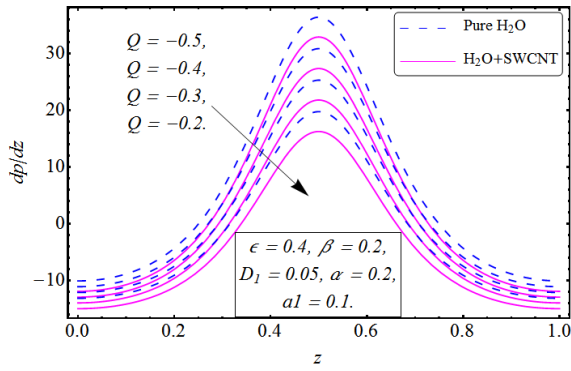 Pure H₂O
H₂O+SWCNT
Q = −0.5,
Q = −0.4,
Q = −0.3,
Q = −0.2.
ϵ = 0.4, β = 0.2,
D₁ = 0.05, α = 0.2,
a1 = 0.1.
dp/dz
30
20
10
0
−10
0.0 0.2 0.4 0.6 0.8 1.0
z